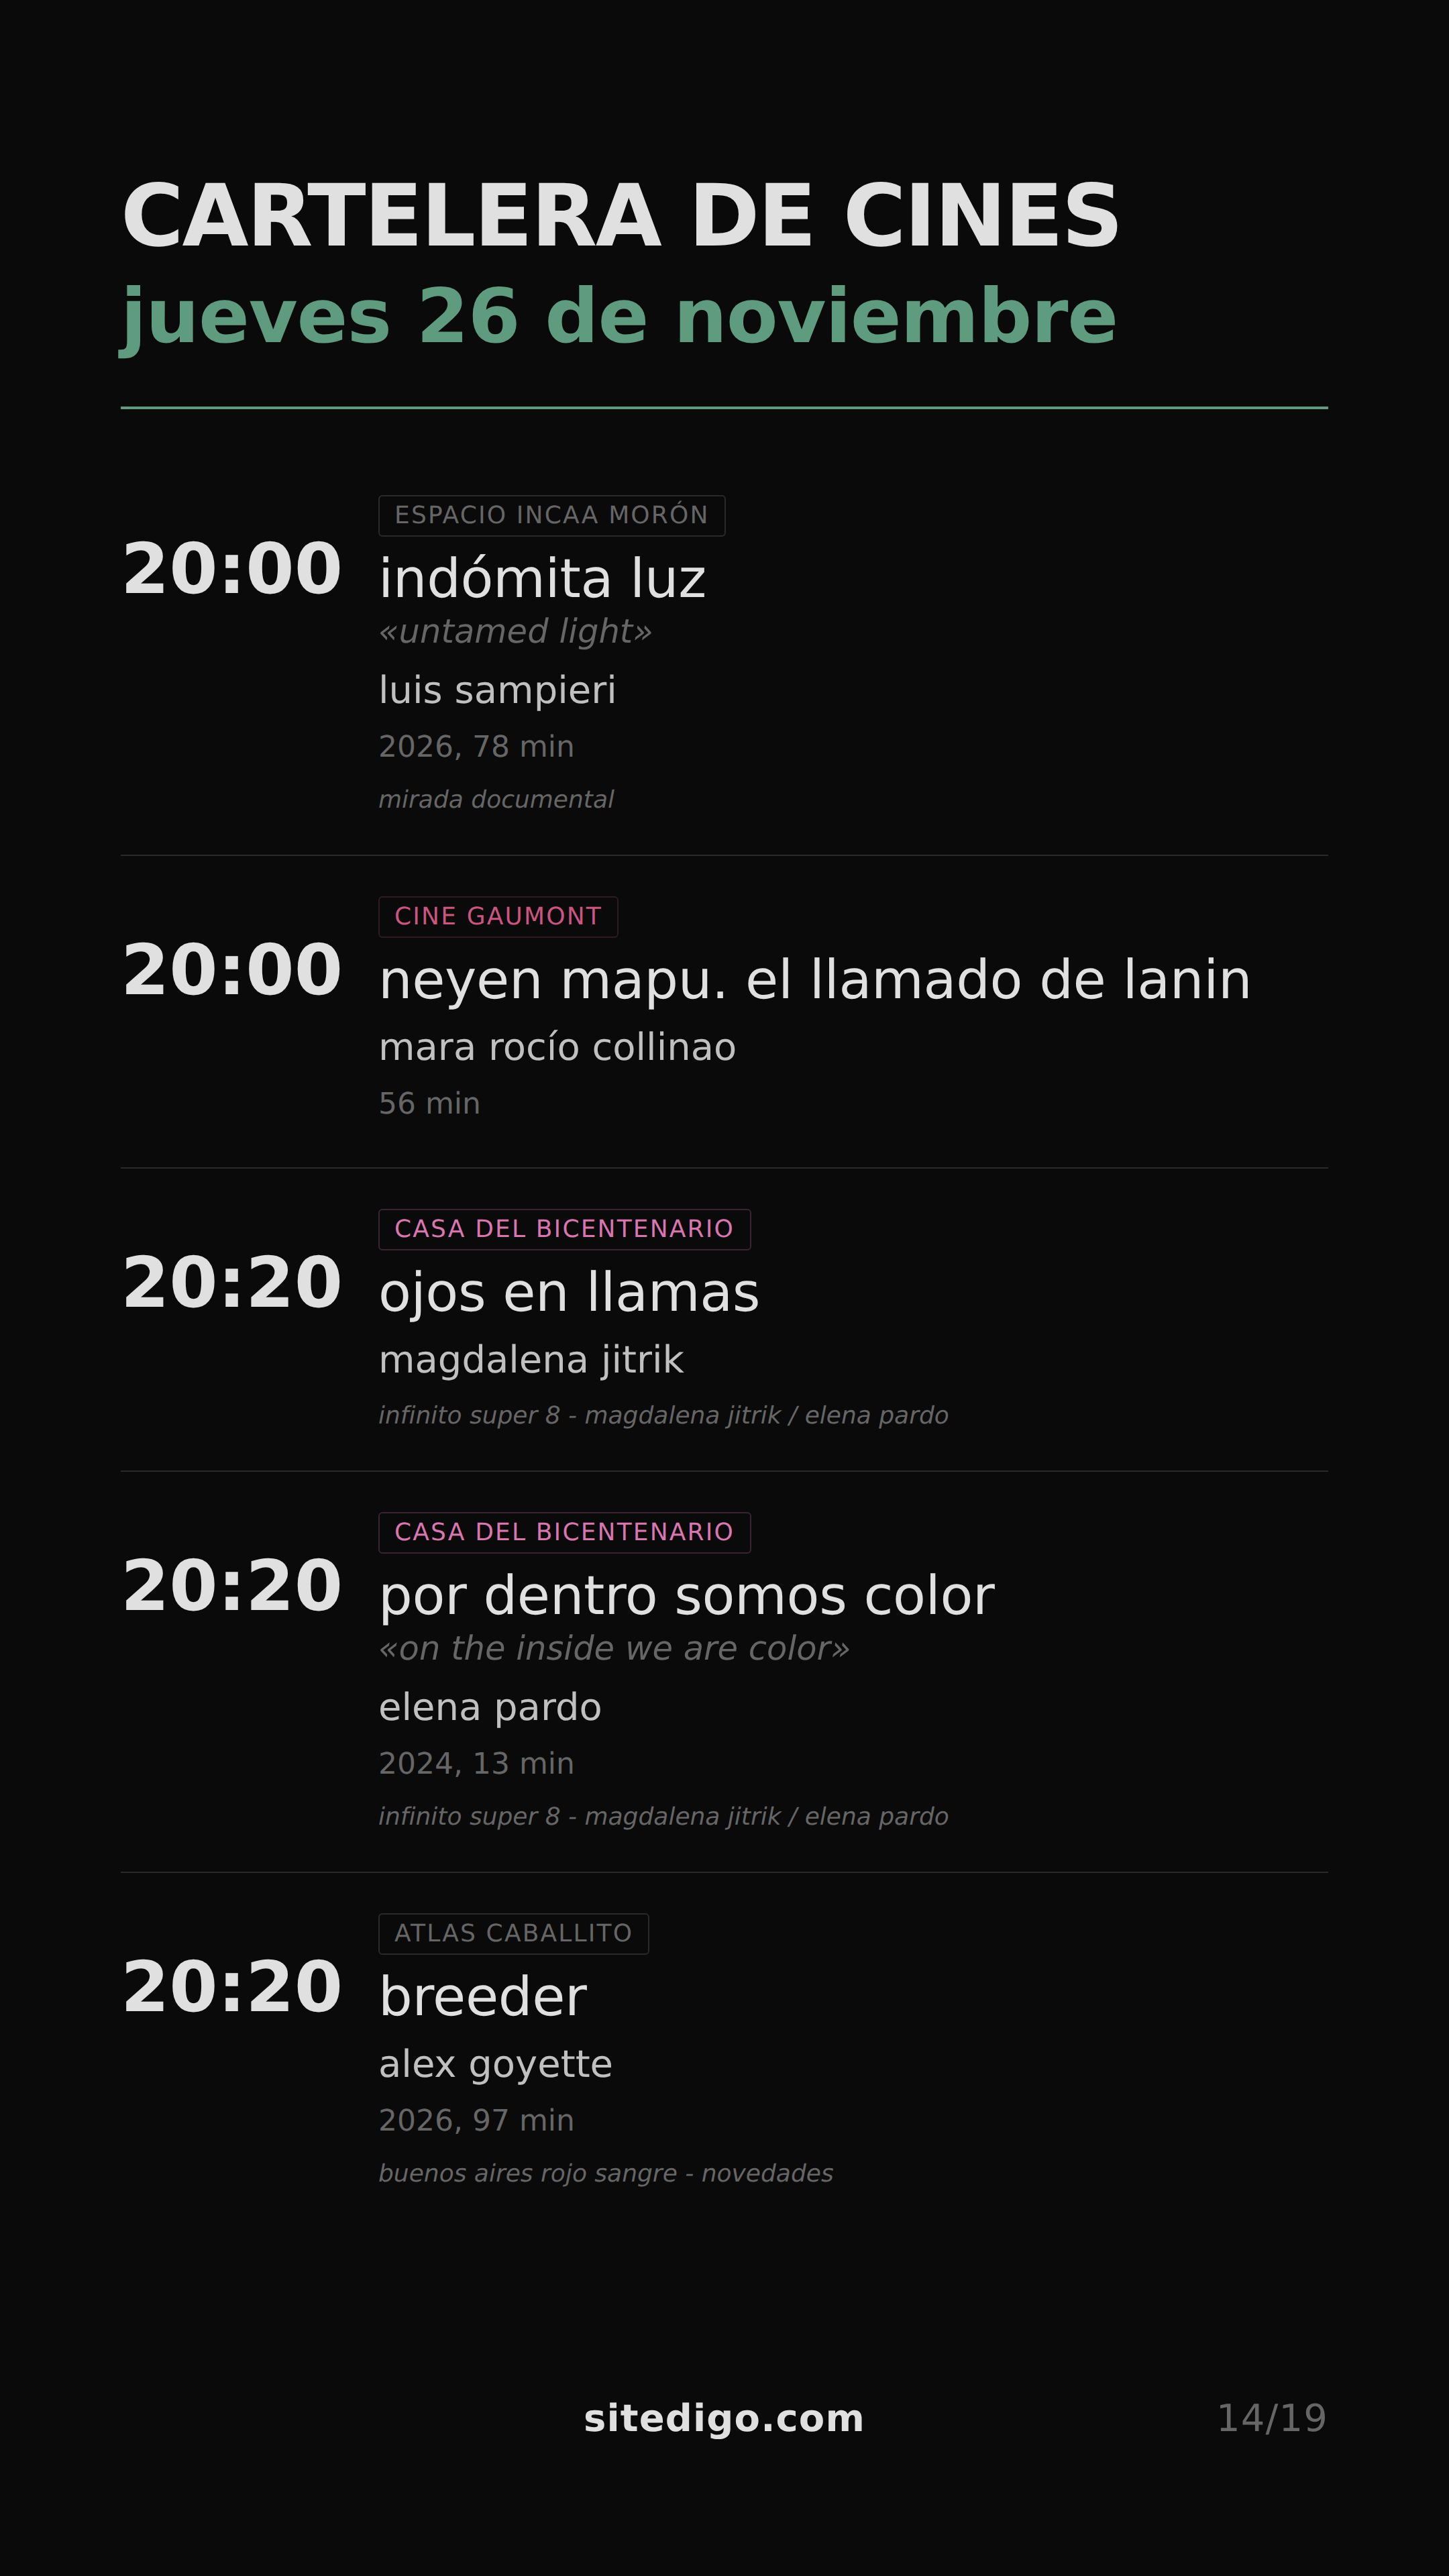 CARTELERA DE CINES
jueves 26 de noviembre
ESPACIO INCAA MORÓN
20:00
indómita luz
«untamed light»
luis sampieri
2026, 78 min
mirada documental
CINE GAUMONT
20:00
neyen mapu. el llamado de lanin
mara rocío collinao
56 min
CASA DEL BICENTENARIO
20:20
ojos en llamas
magdalena jitrik
infinito super 8 - magdalena jitrik / elena pardo
CASA DEL BICENTENARIO
20:20
por dentro somos color
«on the inside we are color»
elena pardo
2024, 13 min
infinito super 8 - magdalena jitrik / elena pardo
ATLAS CABALLITO
20:20
breeder
alex goyette
2026, 97 min
buenos aires rojo sangre - novedades
sitedigo.com
14/19